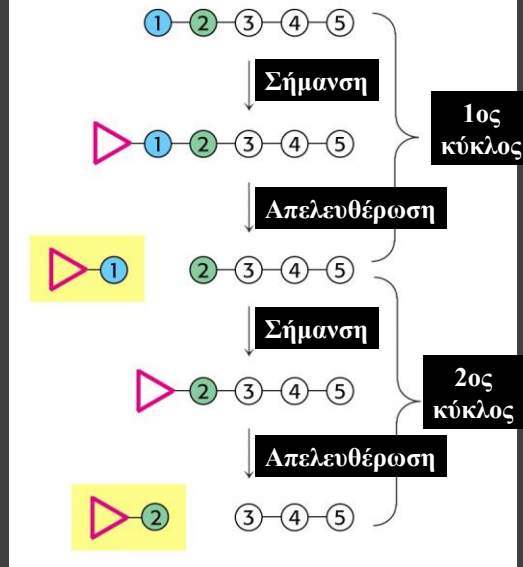 1 2 3 4 5
Σήμανση
1ος
κύκλος
1 2 3 4 5
Απελευθέρωση
1 2 3 4 5
Σήμανση
2 3 4 5
2ος
κύκλος
Απελευθέρωση
2 3 4 5